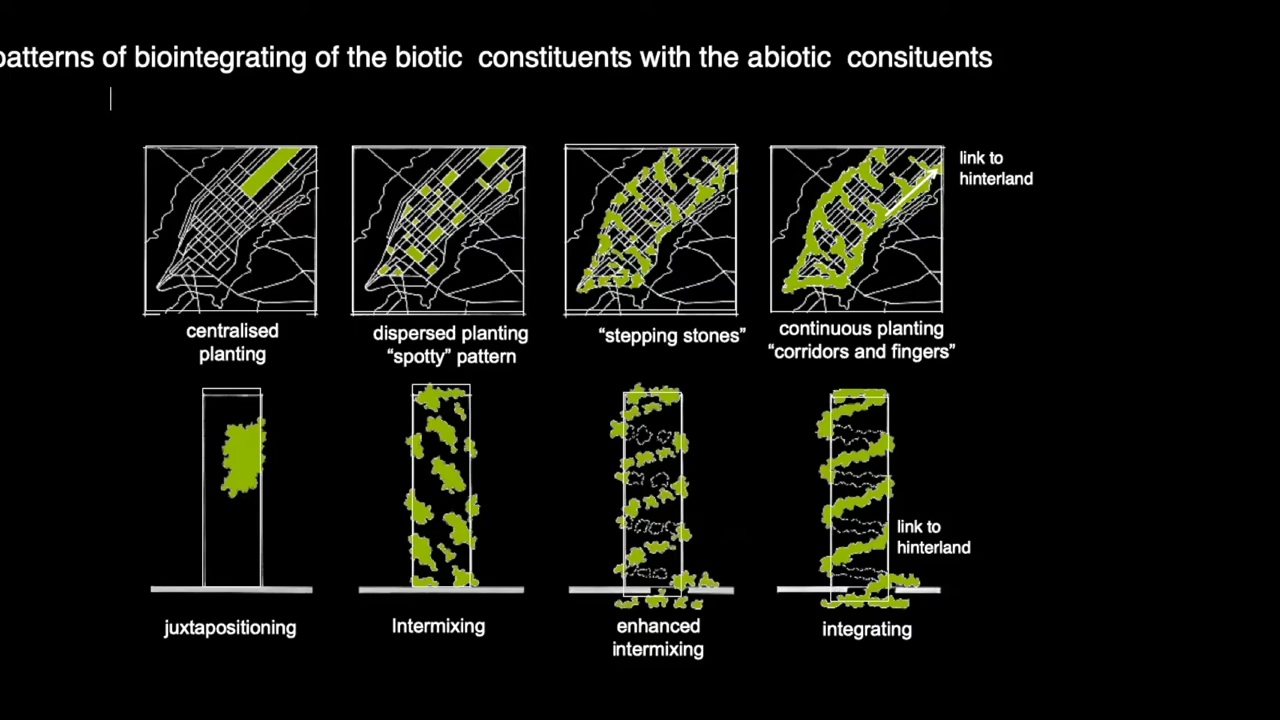 patterns of biointegrating of the biotic constituents with the abiotic consituents
link to
hinterland
centralised
planting
dispersed planting
“spotty” pattern
“stepping stones”
continuous planting
“corridors and fingers”
link to
hinterland
juxtapositioning
Intermixing
enhanced
intermixing
integrating